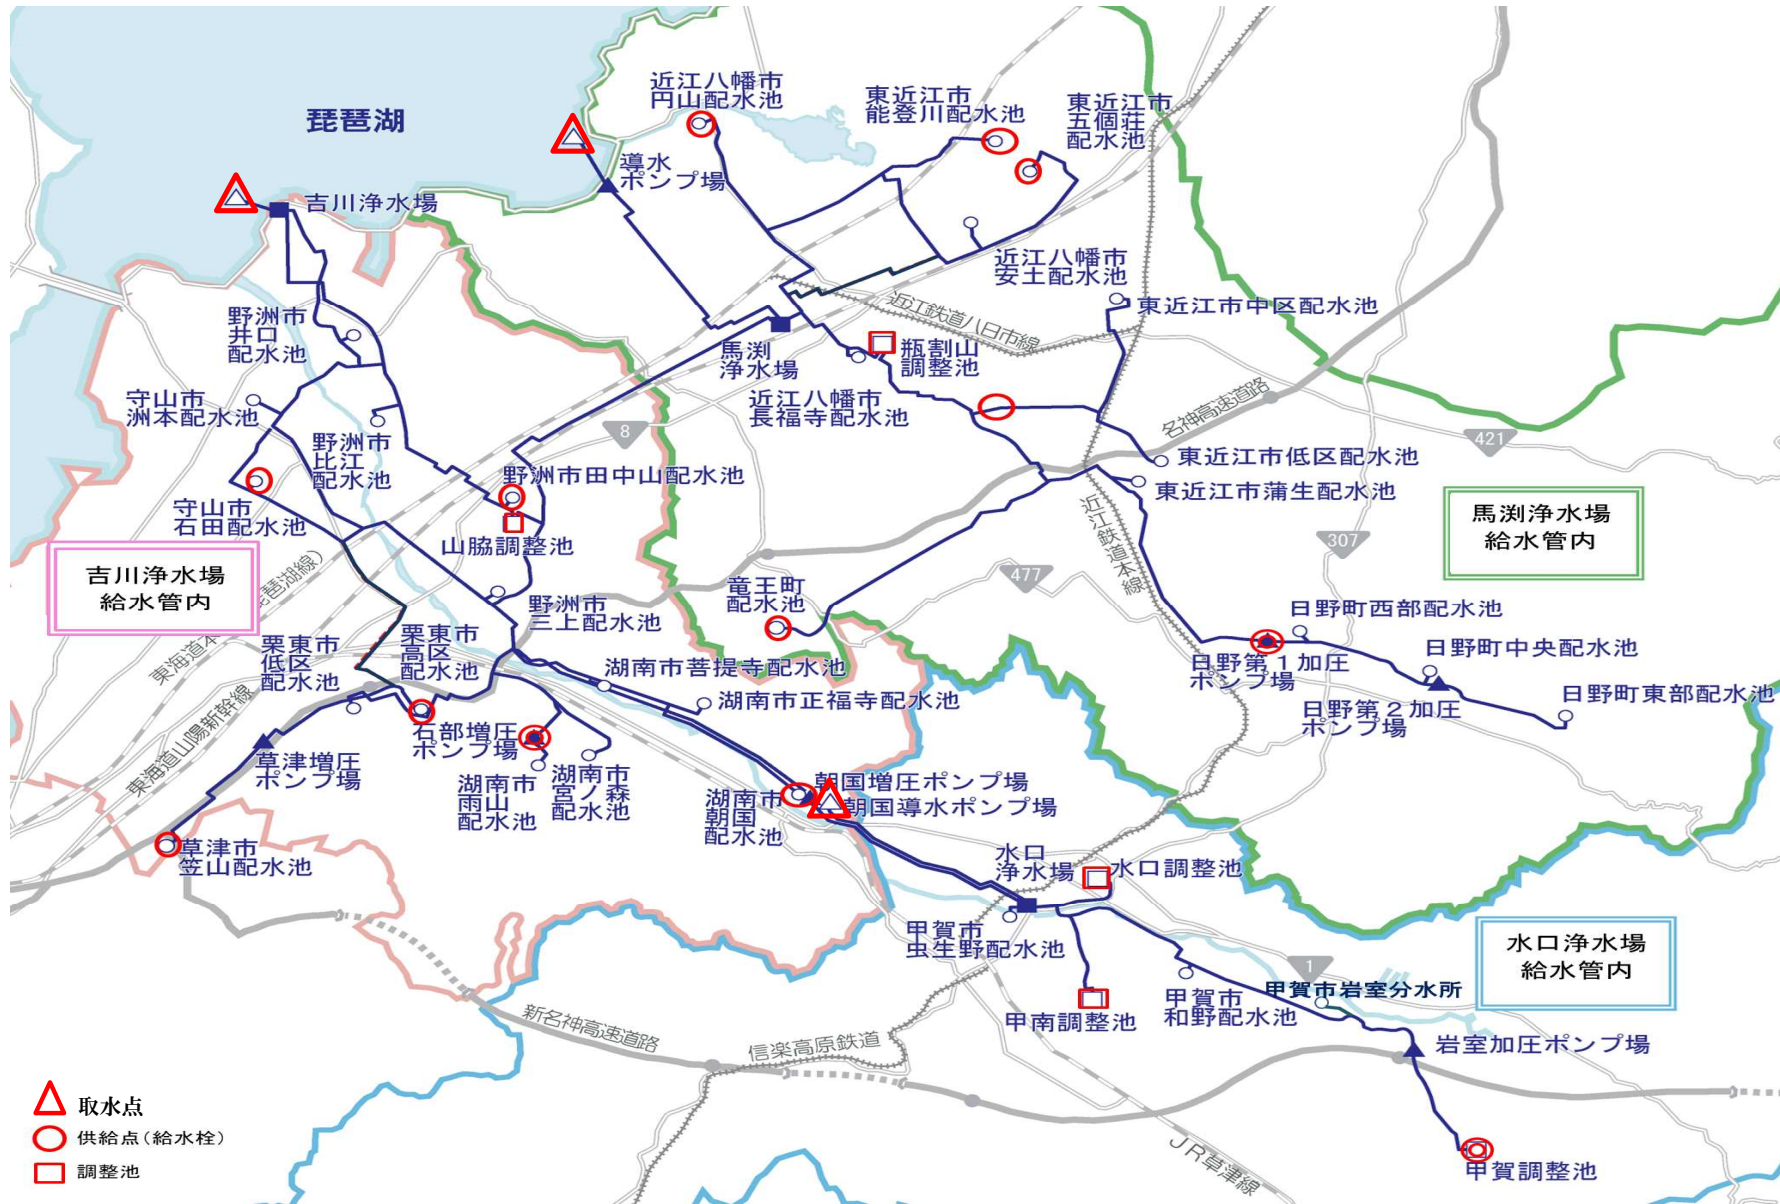 琵琶湖
近江八幡市
円山配水池
東近江市
能登川配水池
東近江市
五個荘
配水池
導水
ポンプ場
吉川浄水場
近江八幡市
安土配水池
東近江市中区配水池
近江鉄道八日市線
野洲市
井口
配水池
馬渕
浄水場
瓶割山
調整池
近江八幡市
長福寺配水池
名神高速道路
守山市
洲本配水池
8
421
野洲市
比江
配水池
野洲市田中山配水池
東近江市低区配水池
東近江市蒲生配水池
守山市
石田配水池
山脇調整池
近江鉄道本線
307
馬渕浄水場
給水管内
吉川浄水場
給水管内
琵琶湖線）
東海道本
477
竜王町
配水池
野洲市
三上配水池
日野町西部配水池
栗東市
低区
配水池
栗東市
高区
配水池
湖南市菩提寺配水池
湖南市正福寺配水池
日野第１加圧
ポンプ場
日野町中央配水池
日野町東部配水池
日野第２加圧
ポンプ場
東海道山陽新幹線
草津増圧
ポンプ場
石部増圧
ポンプ場
湖南市
雨山
配水池
湖南市
宮ノ森
配水池
湖南市
朝国
配水池
朝国増圧ポンプ場
朝国導水ポンプ場
草津市
笠山配水池
水口
浄水場
水口調整池
甲賀市
虫生野配水池
水口浄水場
給水管内
1
甲賀市岩室分水所
甲賀市
和野配水池
甲南調整池
新名神高速道路
信楽高原鉄道
岩室加圧ポンプ場
JR草津線
甲賀調整池
取水点
供給点（給水栓）
調整池